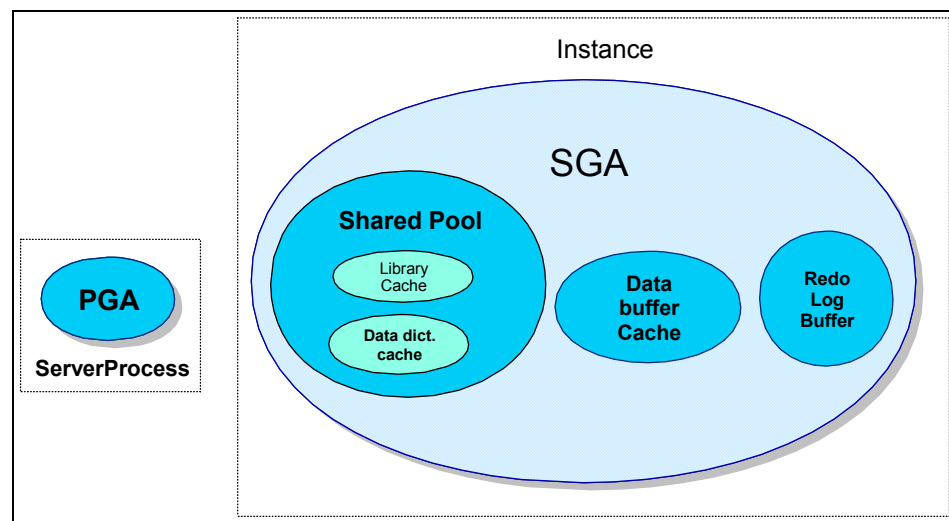 Instance
SGA
Shared Pool
Library
Cache
Data dict.
cache
Data
buffer
Cache
Redo
Log
Buffer
PGA
ServerProcess